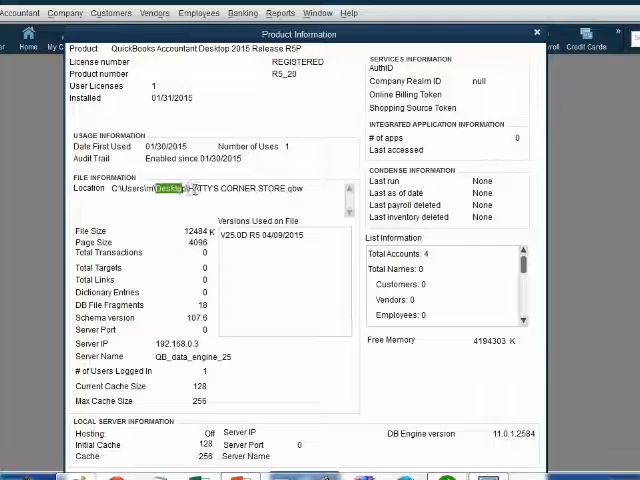 Accountant Company Customers Vendors Employees Banking Reports Window Help
Home My C Credit Cards
Product Information
Product QuickBooks Accountant Desktop 2015 Release R5P
License number REGISTERED
Product number R5_20
User Licenses 1
Installed 01/31/2015
SERVICES INFORMATION
AuthID
Company Realm ID null
Online Billing Token
Shopping Source Token
USAGE INFORMATION
Date First Used 01/30/2015 Number of Uses 1
Audit Trail Enabled since 01/30/2015
INTEGRATED APPLICATION INFORMATION
# of apps 0
Last accessed
FILE INFORMATION
Location C:\Users\m\Desktop\HATTY'S CORNER STORE.qbw
CONDENSE INFORMATION
Last run None
Last as of date None
Last payroll deleted None
Last inventory deleted None
Versions Used on File
V25.0D R5 04/09/2015
File Size 12484 K
Page Size 4096
Total Transactions 0
Total Targets 0
Total Links 0
Dictionary Entries 0
DB File Fragments 18
Schema version 107.6
Server Port 0
Server IP 192.168.0.3
Server Name QB_data_engine_25
# of Users Logged In 1
Current Cache Size 128
Max Cache Size 256
List Information
Total Accounts: 4
Total Names: 0
Customers: 0
Vendors: 0
Employees: 0
Free Memory 4194303 K
LOCAL SERVER INFORMATION
Hosting: Off Server IP DB Engine version 11.0.1.2584
Initial Cache 128 Server Port 0
Cache 256 Server Name